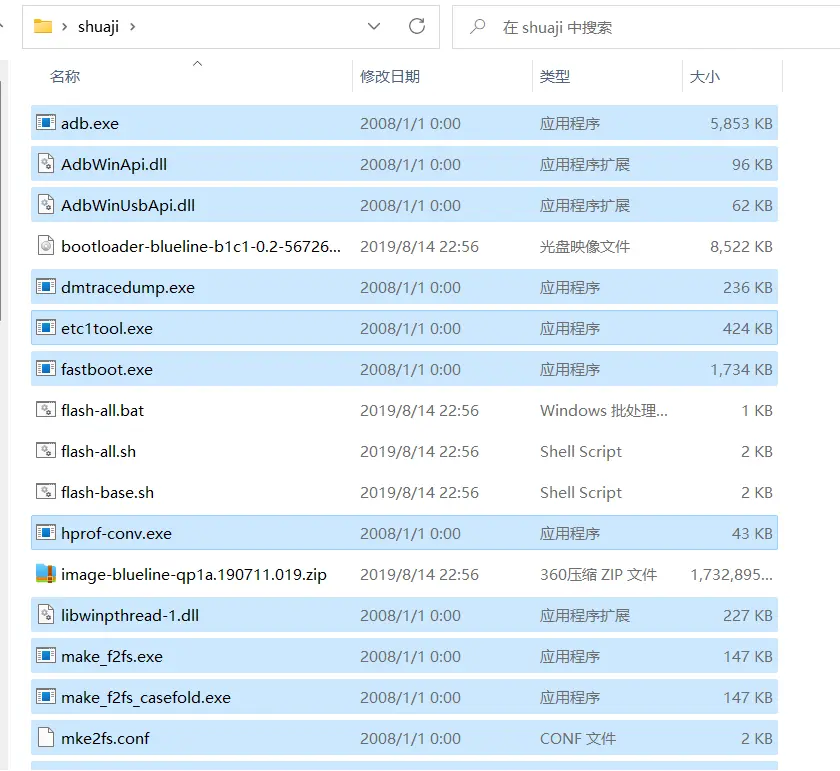 shuaji
在 shuaji 中搜索
名称 修改日期 类型 大小
adb.exe 2008/1/1 0:00 应用程序 5,853 KB
AdbWinApi.dll 2008/1/1 0:00 应用程序扩展 96 KB
AdbWinUsbApi.dll 2008/1/1 0:00 应用程序扩展 62 KB
bootloader-blueline-b1c1-0.2-56726... 2019/8/14 22:56 光盘映像文件 8,522 KB
dmtracedump.exe 2008/1/1 0:00 应用程序 236 KB
etc1tool.exe 2008/1/1 0:00 应用程序 424 KB
fastboot.exe 2008/1/1 0:00 应用程序 1,734 KB
flash-all.bat 2019/8/14 22:56 Windows 批处理... 1 KB
flash-all.sh 2019/8/14 22:56 Shell Script 2 KB
flash-base.sh 2019/8/14 22:56 Shell Script 2 KB
hprof-conv.exe 2008/1/1 0:00 应用程序 43 KB
image-blueline-qp1a.190711.019.zip 2019/8/14 22:56 360压缩 ZIP 文件 1,732,895...
libwinpthread-1.dll 2008/1/1 0:00 应用程序扩展 227 KB
make_f2fs.exe 2008/1/1 0:00 应用程序 147 KB
make_f2fs_casefold.exe 2008/1/1 0:00 应用程序 147 KB
mke2fs.conf 2008/1/1 0:00 CONF 文件 2 KB